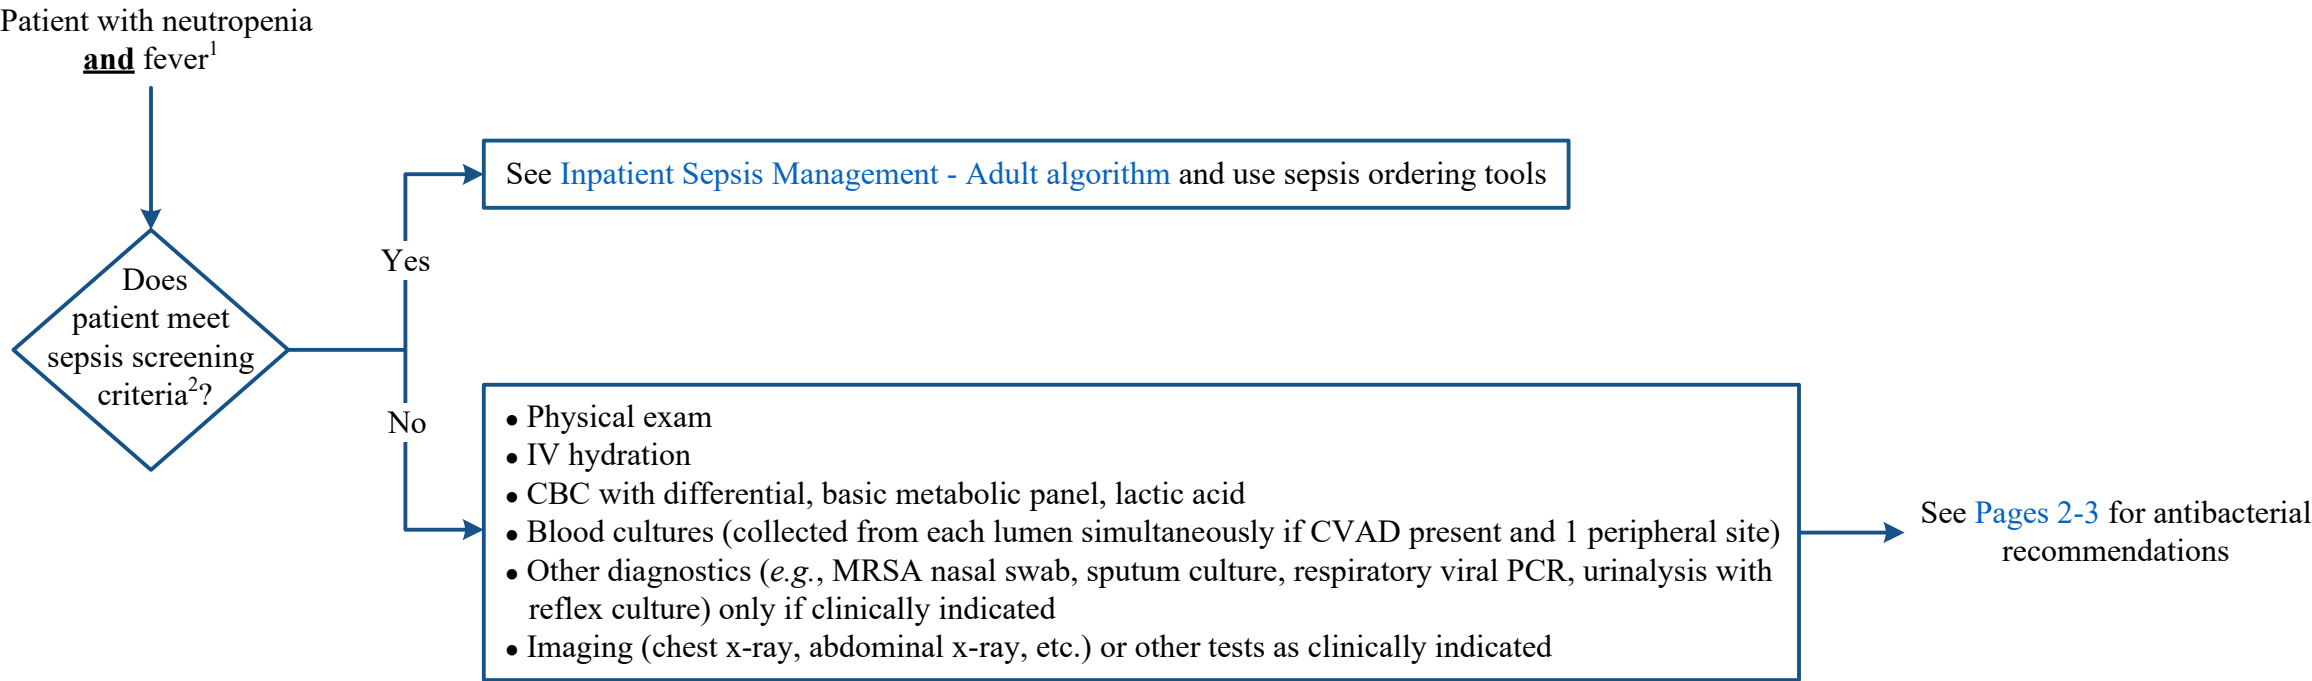 Patient with neutropenia
and fever1
See Inpatient Sepsis Management - Adult algorithm and use sepsis ordering tools
Yes
Does
patient meet
sepsis screening
criteria2?
No
• Physical exam
• IV hydration
• CBC with differential, basic metabolic panel, lactic acid
• Blood cultures (collected from each lumen simultaneously if CVAD present and 1 peripheral site)
• Other diagnostics (e.g., MRSA nasal swab, sputum culture, respiratory viral PCR, urinalysis with
reflex culture) only if clinically indicated
• Imaging (chest x-ray, abdominal x-ray, etc.) or other tests as clinically indicated
See Pages 2-3 for antibacterial
recommendations